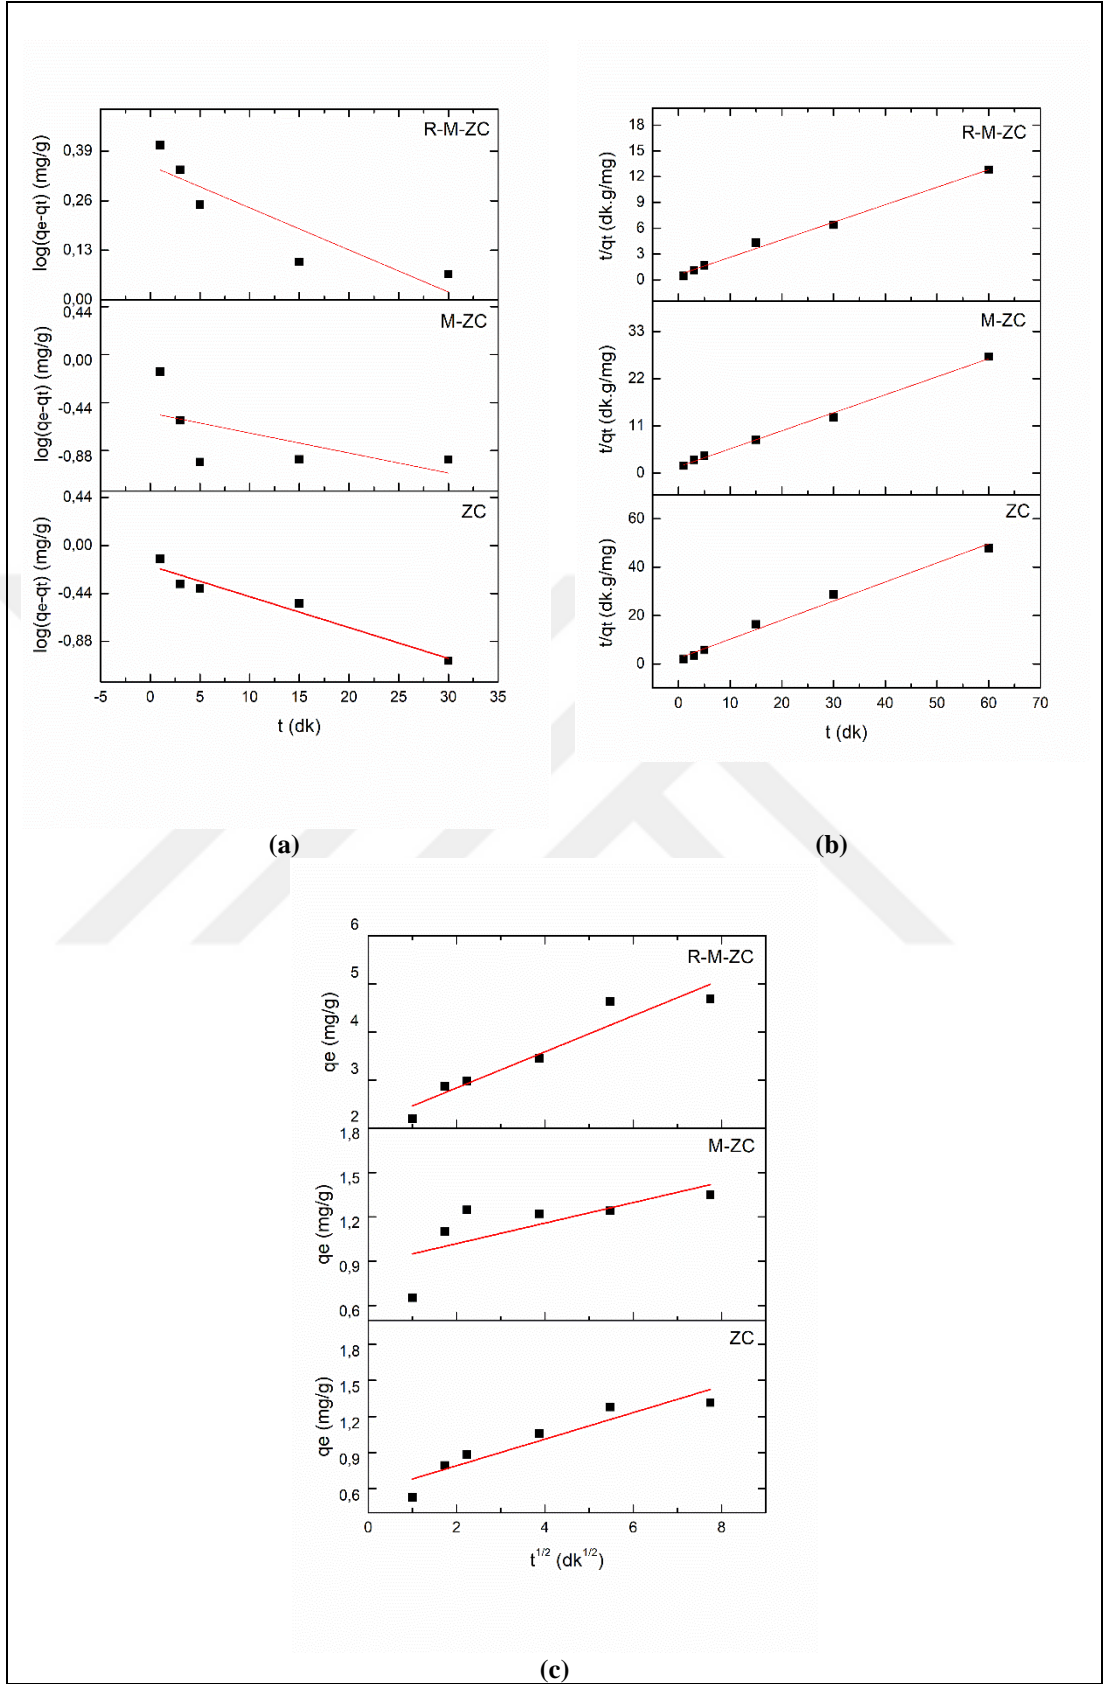 R-M-ZC
log(qe-qt) (mg/g)
0,39
0,26
0,13
0,00
M-ZC
log(qe-qt) (mg/g)
0,44
0,00
-0,44
-0,88
ZC
log(qe-qt) (mg/g)
0,44
0,00
-0,44
-0,88
-5 0 5 10 15 20 25 30 35
t (dk)
(a)
R-M-ZC
t/qt (dk.g/mg)
18
15
12
9
6
3
0
M-ZC
t/qt (dk.g/mg)
33
22
11
0
ZC
t/qt (dk.g/mg)
60
40
20
0
0 10 20 30 40 50 60 70
t (dk)
(b)
R-M-ZC
qe (mg/g)
6
5
4
3
2
M-ZC
qe (mg/g)
1,8
1,5
1,2
0,9
0,6
ZC
qe (mg/g)
1,8
1,5
1,2
0,9
0,6
0 2 4 6 8
t^1/2 (dk^1/2)
(c)